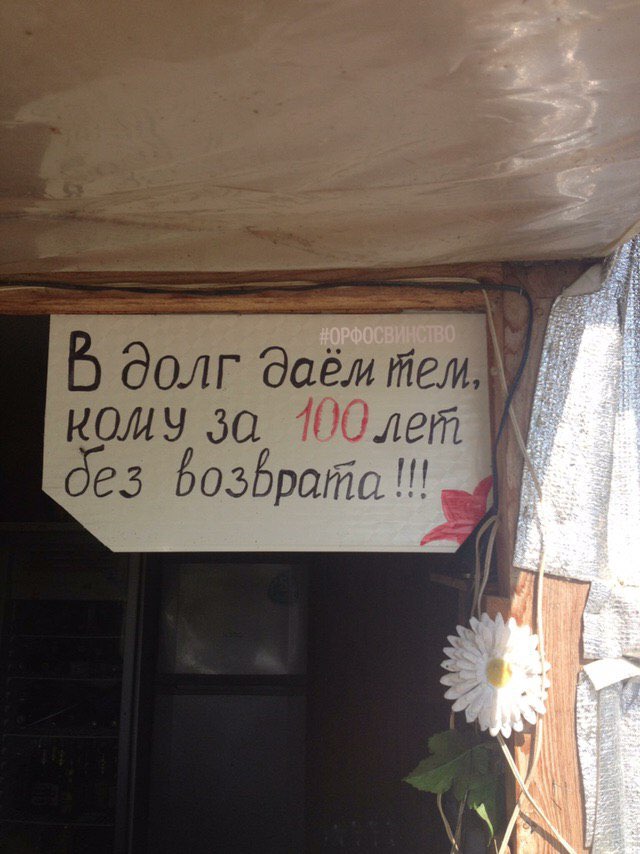 #ОРФОСВИНСТВО
В долг даём тем,
кому за 100 лет
без возврата!!!